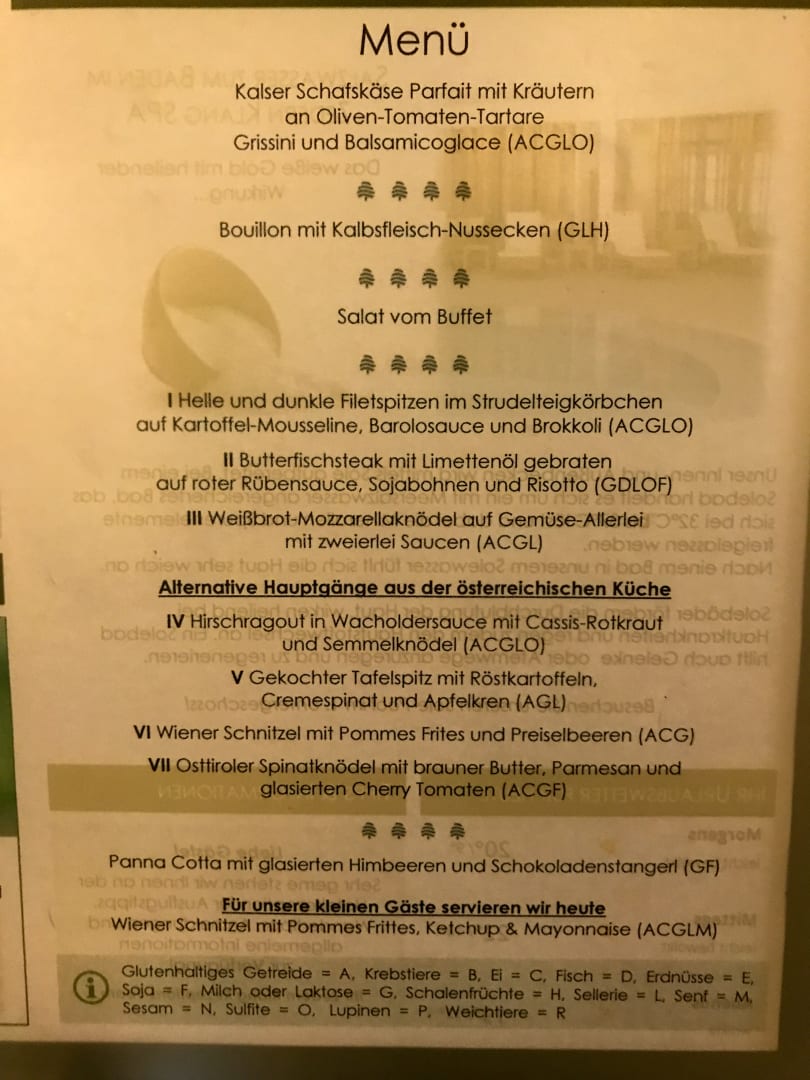 Menü
Kalser Schafskäse Parfait mit Kräutern
an Oliven-Tomaten-Tartare
Grissini und Balsamicoglace (ACGLO)
Bouillon mit Kalbsfleisch-Nussecken (GLH)
Salat vom Buffet
I Helle und dunkle Filetspitzen im Strudelteigkörbchen
auf Kartoffel-Mousseline, Barolosauce und Brokkoli (ACGLO)
II Butterfischsteak mit Limettenöl gebraten
auf roter Rübensauce, Sojabohnen und Risotto (GDLOF)
III Weißbrot-Mozzarellaknödel auf Gemüse-Allerlei
mit zweierlei Saucen (ACGL)
Alternative Hauptgänge aus der österreichischen Küche
IV Hirschragout in Wacholdersauce mit Cassis-Rotkraut
und Semmelknödel (ACGLO)
V Gekochter Tafelspitz mit Röstkartoffeln,
Cremespinat und Apfelkren (AGL)
VI Wiener Schnitzel mit Pommes Frites und Preiselbeeren (ACG)
VII Osttiroler Spinatknödel mit brauner Butter, Parmesan und
glasierten Cherry Tomaten (ACGF)
Panna Cotta mit glasierten Himbeeren und Schokoladenstangerl (GF)
Für unsere kleinen Gäste servieren wir heute
Wiener Schnitzel mit Pommes Frittes, Ketchup & Mayonnaise (ACGLM)
Glutenhaltiges Getreide = A, Krebstiere = B, Ei = C, Fisch = D, Erdnüsse = E,
Soja = F, Milch oder Laktose = G, Schalenfrüchte = H, Sellerie = L, Senf = M,
Sesam = N, Sulfite = O, Lupinen = P, Weichtiere = R